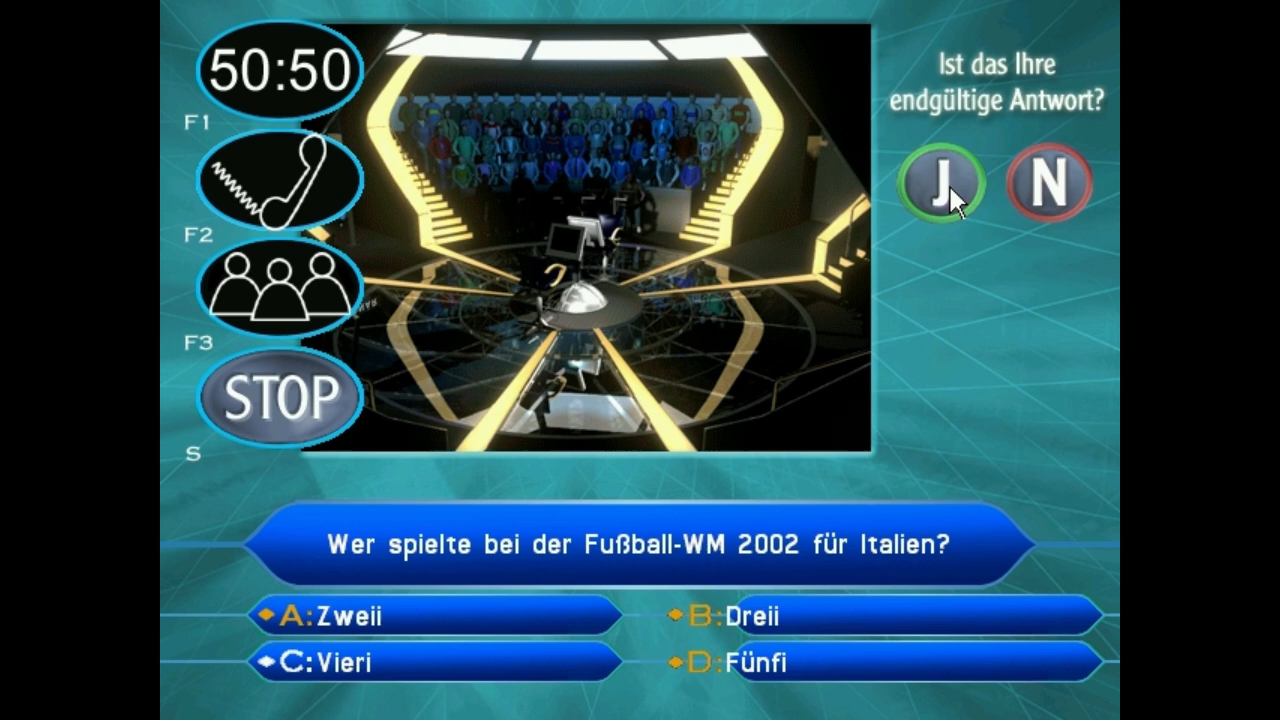 50:50
F1
F2
F3
STOP
S
Ist das Ihre
endgültige Antwort?
J
N
Wer spielte bei der Fußball-WM 2002 für Italien?
A: Zweii
B: Dreii
C: Vieri
D: Fünfi